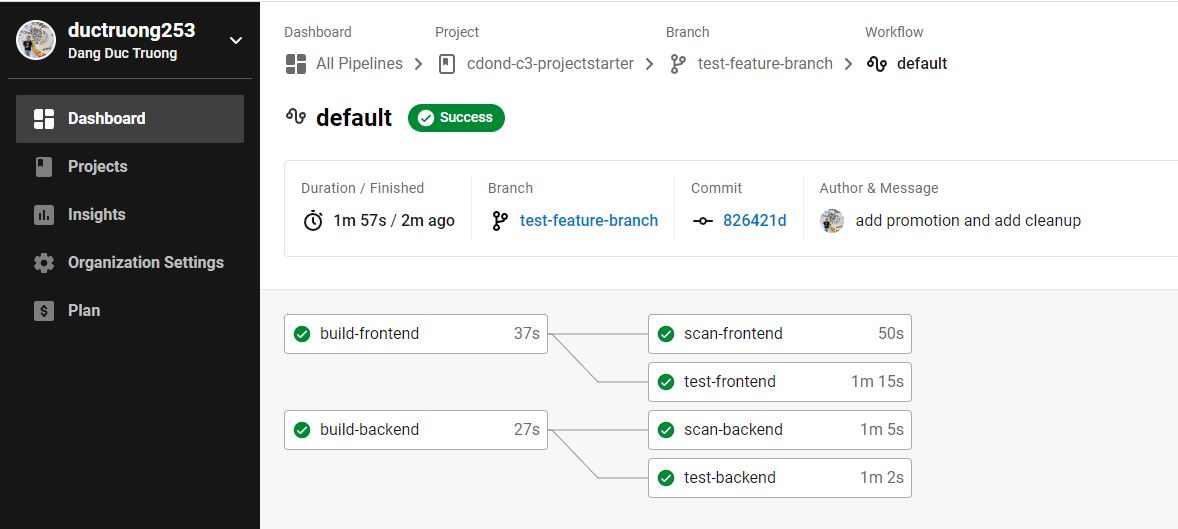 ductruong253
Dang Duc Truong
Dashboard
Projects
Insights
Organization Settings
Plan
Dashboard Project Branch Workflow
All Pipelines cdond-c3-projectstarter test-feature-branch default
default Success
Duration / Finished Branch Commit Author & Message
1m 57s / 2m ago test-feature-branch 826421d add promotion and add cleanup
build-frontend 37s scan-frontend 50s
test-frontend 1m 15s
build-backend 27s scan-backend 1m 5s
test-backend 1m 2s